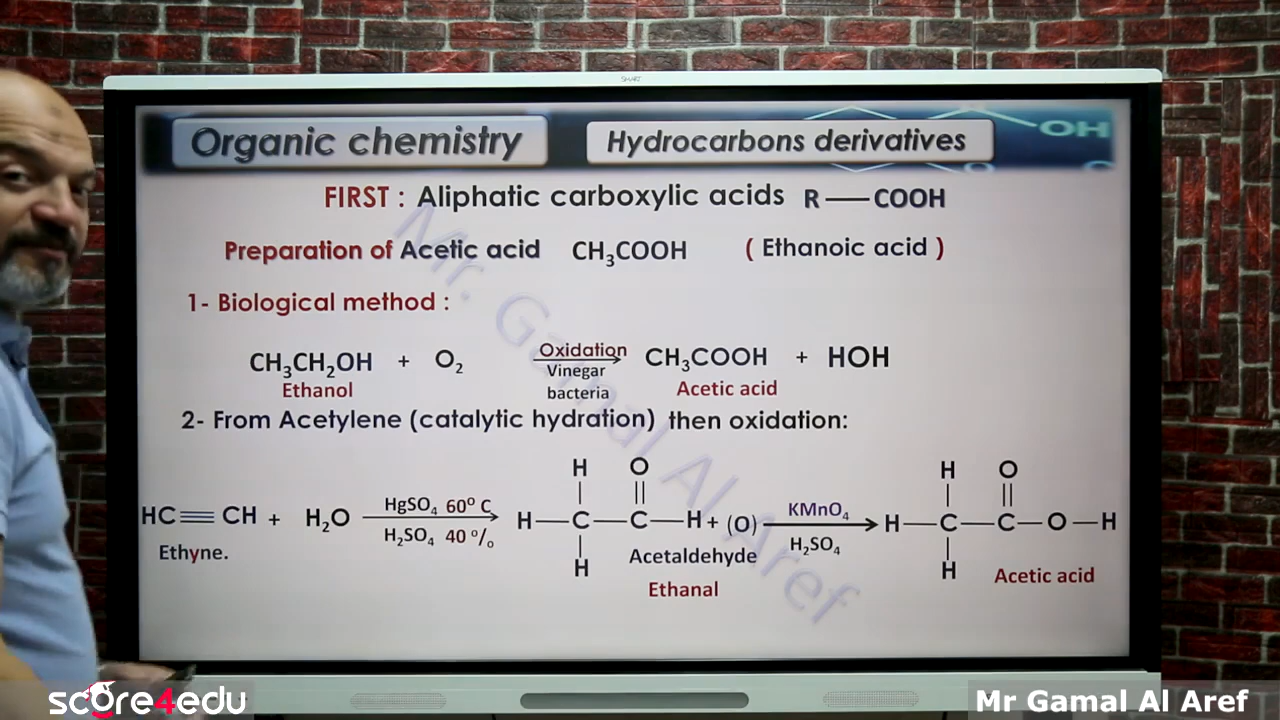 SMART
Organic chemistry Hydrocarbons derivatives
OH
O
FIRST : Aliphatic carboxylic acids R — COOH
Preparation of Acetic acid CH₃COOH ( Ethanoic acid )
1- Biological method :
CH₃CH₂OH + O₂ Oxidation Vinegar bacteria CH₃COOH + HOH
Ethanol Acetic acid
2- From Acetylene (catalytic hydration) then oxidation:
H O H O
HC≡CH + H₂O HgSO₄ 60⁰ C H—C—C—H + (O) KMnO₄ H—C—C—O—H
H₂SO₄ 40 % H₂SO₄
Ethyne. H Acetaldehyde H Acetic acid
Ethanal
Mr. Gamal Al Aref
score4edu
Mr Gamal Al Aref